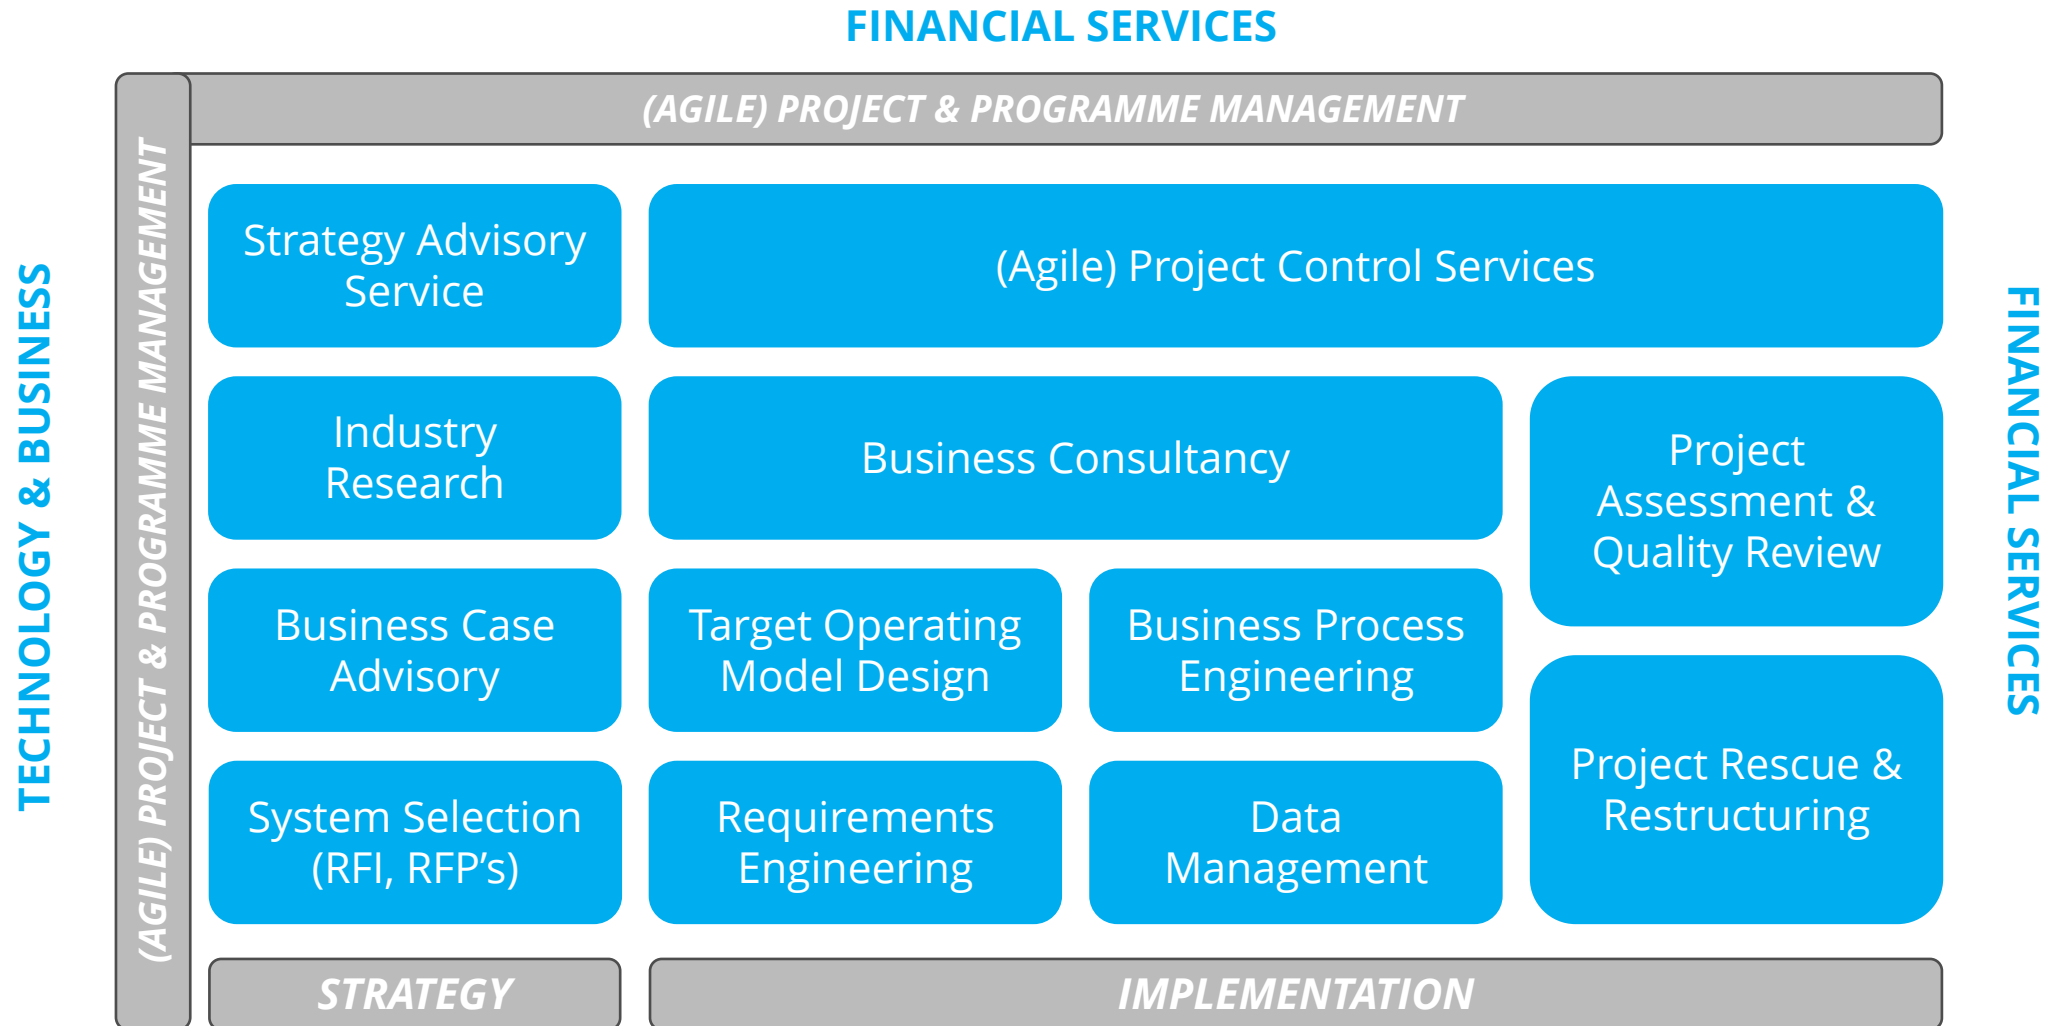 FINANCIAL SERVICES
(AGILE) PROJECT & PROGRAMME MANAGEMENT
TECHNOLOGY & BUSINESS
(AGILE) PROJECT & PROGRAMME MANAGEMENT
Strategy Advisory
Service
(Agile) Project Control Services
Industry
Research
Business Consultancy
Project
Assessment &
Quality Review
Business Case
Advisory
Target Operating
Model Design
Business Process
Engineering
System Selection
(RFI, RFP’s)
Requirements
Engineering
Data
Management
Project Rescue &
Restructuring
FINANCIAL SERVICES
STRATEGY
IMPLEMENTATION